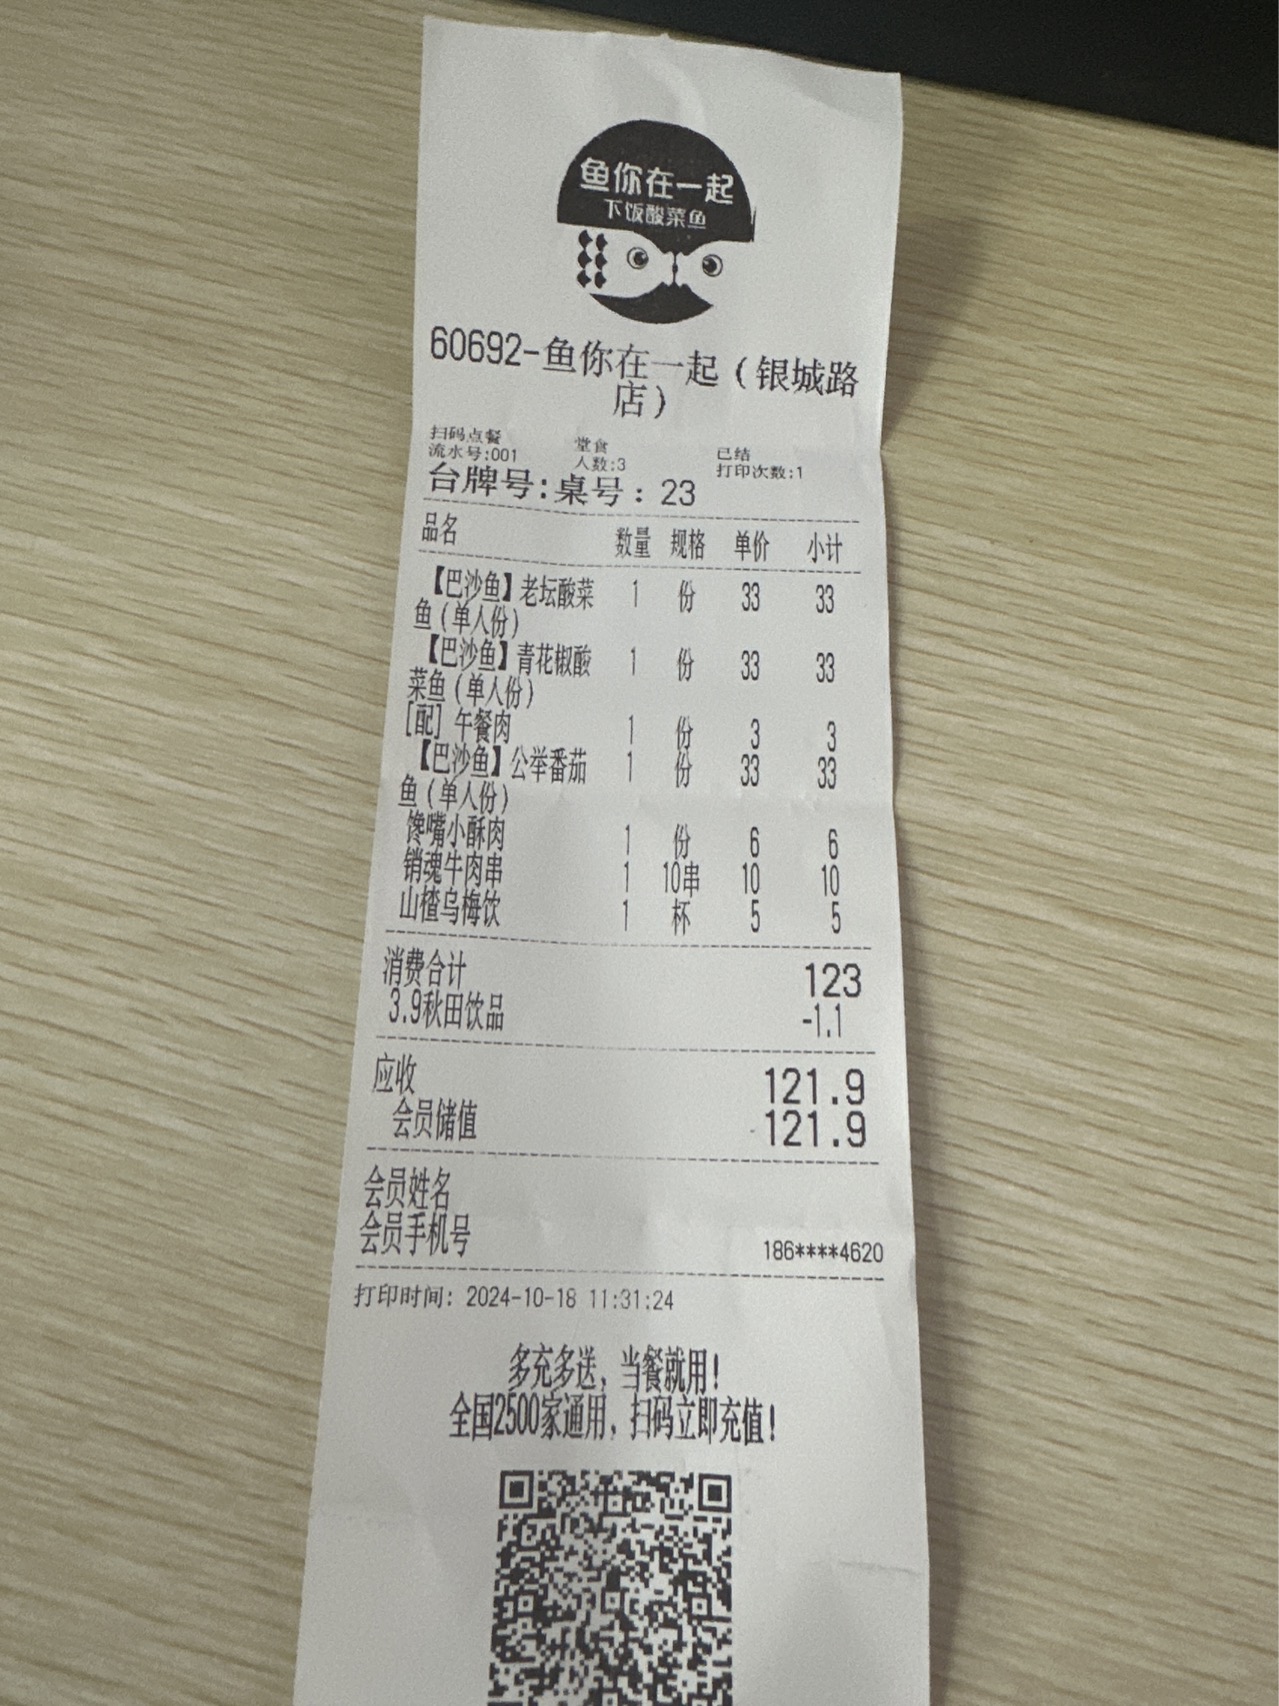 鱼你在一起
下饭酸菜鱼
60692-鱼你在一起（银城路
店）
扫码点餐 堂食 已结
流水号:001 人数:3 打印次数:1
台牌号:桌号：23
品名 数量 规格 单价 小计
【巴沙鱼】老坛酸菜 1 份 33 33
鱼(单人份)
【巴沙鱼】青花椒酸 1 份 33 33
菜鱼(单人份)
[配] 午餐肉 1 份 3 3
【巴沙鱼】公举番茄 1 份 33 33
鱼(单人份)
馋嘴小酥肉 1 份 6 6
销魂牛肉串 1 10串 10 10
山楂乌梅饮 1 杯 5 5
消费合计 123
3.9秋田饮品 -1.1
应收 121.9
会员储值 121.9
会员姓名
会员手机号 186****4620
打印时间: 2024-10-18 11:31:24
多充多送，当餐就用！
全国2500家通用，扫码立即充值！